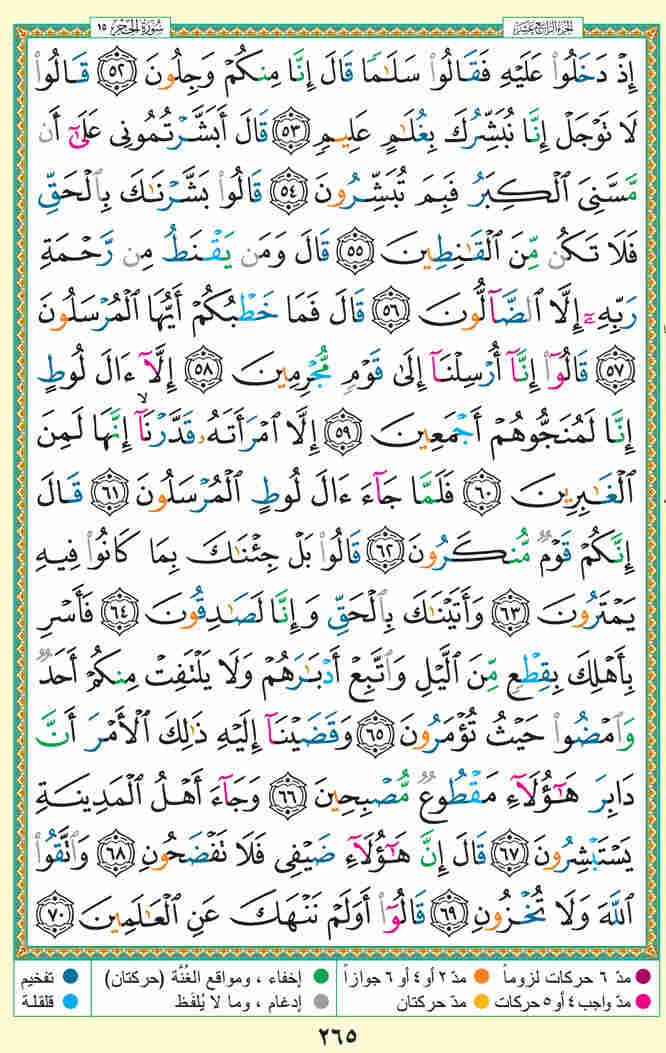 سُورَةُ الحِجْرِ ١٥
الجزء الرابع عشر
إِذْ دَخَلُوا۟ عَلَيْهِ فَقَالُوا۟ سَلَـٰمًا قَالَ إِنَّا مِنكُمْ وَجِلُونَ ٥٢ قَالُوا۟
لَا تَوْجَلْ إِنَّا نُبَشِّرُكَ بِغُلَـٰمٍ عَلِيمٍ ٥٣ قَالَ أَبَشَّرْتُمُونِى عَلَىٰٓ أَن
مَّسَّنِىَ ٱلْكِبَرُ فَبِمَ تُبَشِّرُونَ ٥٤ قَالُوا۟ بَشَّرْنَـٰكَ بِٱلْحَقِّ
فَلَا تَكُن مِّنَ ٱلْقَـٰنِطِينَ ٥٥ قَالَ وَمَن يَقْنَطُ مِن رَّحْمَةِ
رَبِّهِۦٓ إِلَّا ٱلضَّآلُّونَ ٥٦ قَالَ فَمَا خَطْبُكُمْ أَيُّهَا ٱلْمُرْسَلُونَ
٥٧ قَالُوٓا۟ إِنَّآ أُرْسِلْنَآ إِلَىٰ قَوْمٍ مُّجْرِمِينَ ٥٨ إِلَّآ ءَالَ لُوطٍ
إِنَّا لَمُنَجُّوهُمْ أَجْمَعِينَ ٥٩ إِلَّا ٱمْرَأَتَهُۥ قَدَّرْنَآ ۙ إِنَّهَا لَمِنَ
ٱلْغَـٰبِرِينَ ٦٠ فَلَمَّا جَآءَ ءَالَ لُوطٍ ٱلْمُرْسَلُونَ ٦١ قَالَ
إِنَّكُمْ قَوْمٌ مُّنكَرُونَ ٦٢ قَالُوا۟ بَلْ جِئْنَـٰكَ بِمَا كَانُوا۟ فِيهِ
يَمْتَرُونَ ٦٣ وَأَتَيْنَـٰكَ بِٱلْحَقِّ وَإِنَّا لَصَـٰدِقُونَ ٦٤ فَأَسْرِ
بِأَهْلِكَ بِقِطْعٍ مِّنَ ٱلَّيْلِ وَٱتَّبِعْ أَدْبَـٰرَهُمْ وَلَا يَلْتَفِتْ مِنكُمْ أَحَدٌ
وَٱمْضُوا۟ حَيْثُ تُؤْمَرُونَ ٦٥ وَقَضَيْنَآ إِلَيْهِ ذَٰلِكَ ٱلْأَمْرَ أَنَّ
دَابِرَ هَـٰٓؤُلَآءِ مَقْطُوعٌ مُّصْبِحِينَ ٦٦ وَجَآءَ أَهْلُ ٱلْمَدِينَةِ
يَسْتَبْشِرُونَ ٦٧ قَالَ إِنَّ هَـٰٓؤُلَآءِ ضَيْفِى فَلَا تَفْضَحُونِ ٦٨ وَٱتَّقُوا۟
ٱللَّهَ وَلَا تُخْزُونِ ٦٩ قَالُوٓا۟ أَوَلَمْ نَنْهَكَ عَنِ ٱلْعَـٰلَمِينَ ٧٠
مدّ ٦ حركات لزوماً مدّ ٢ أو ٤ أو ٦ جوازاً إخفاء ، ومواقع الغُنَّة (حركتان) تفخيم
مدّ واجب ٤ أو ٥ حركات مدّ حركتان إدغام ، وما لا يُلفَظ قلقلة
٢٦٥